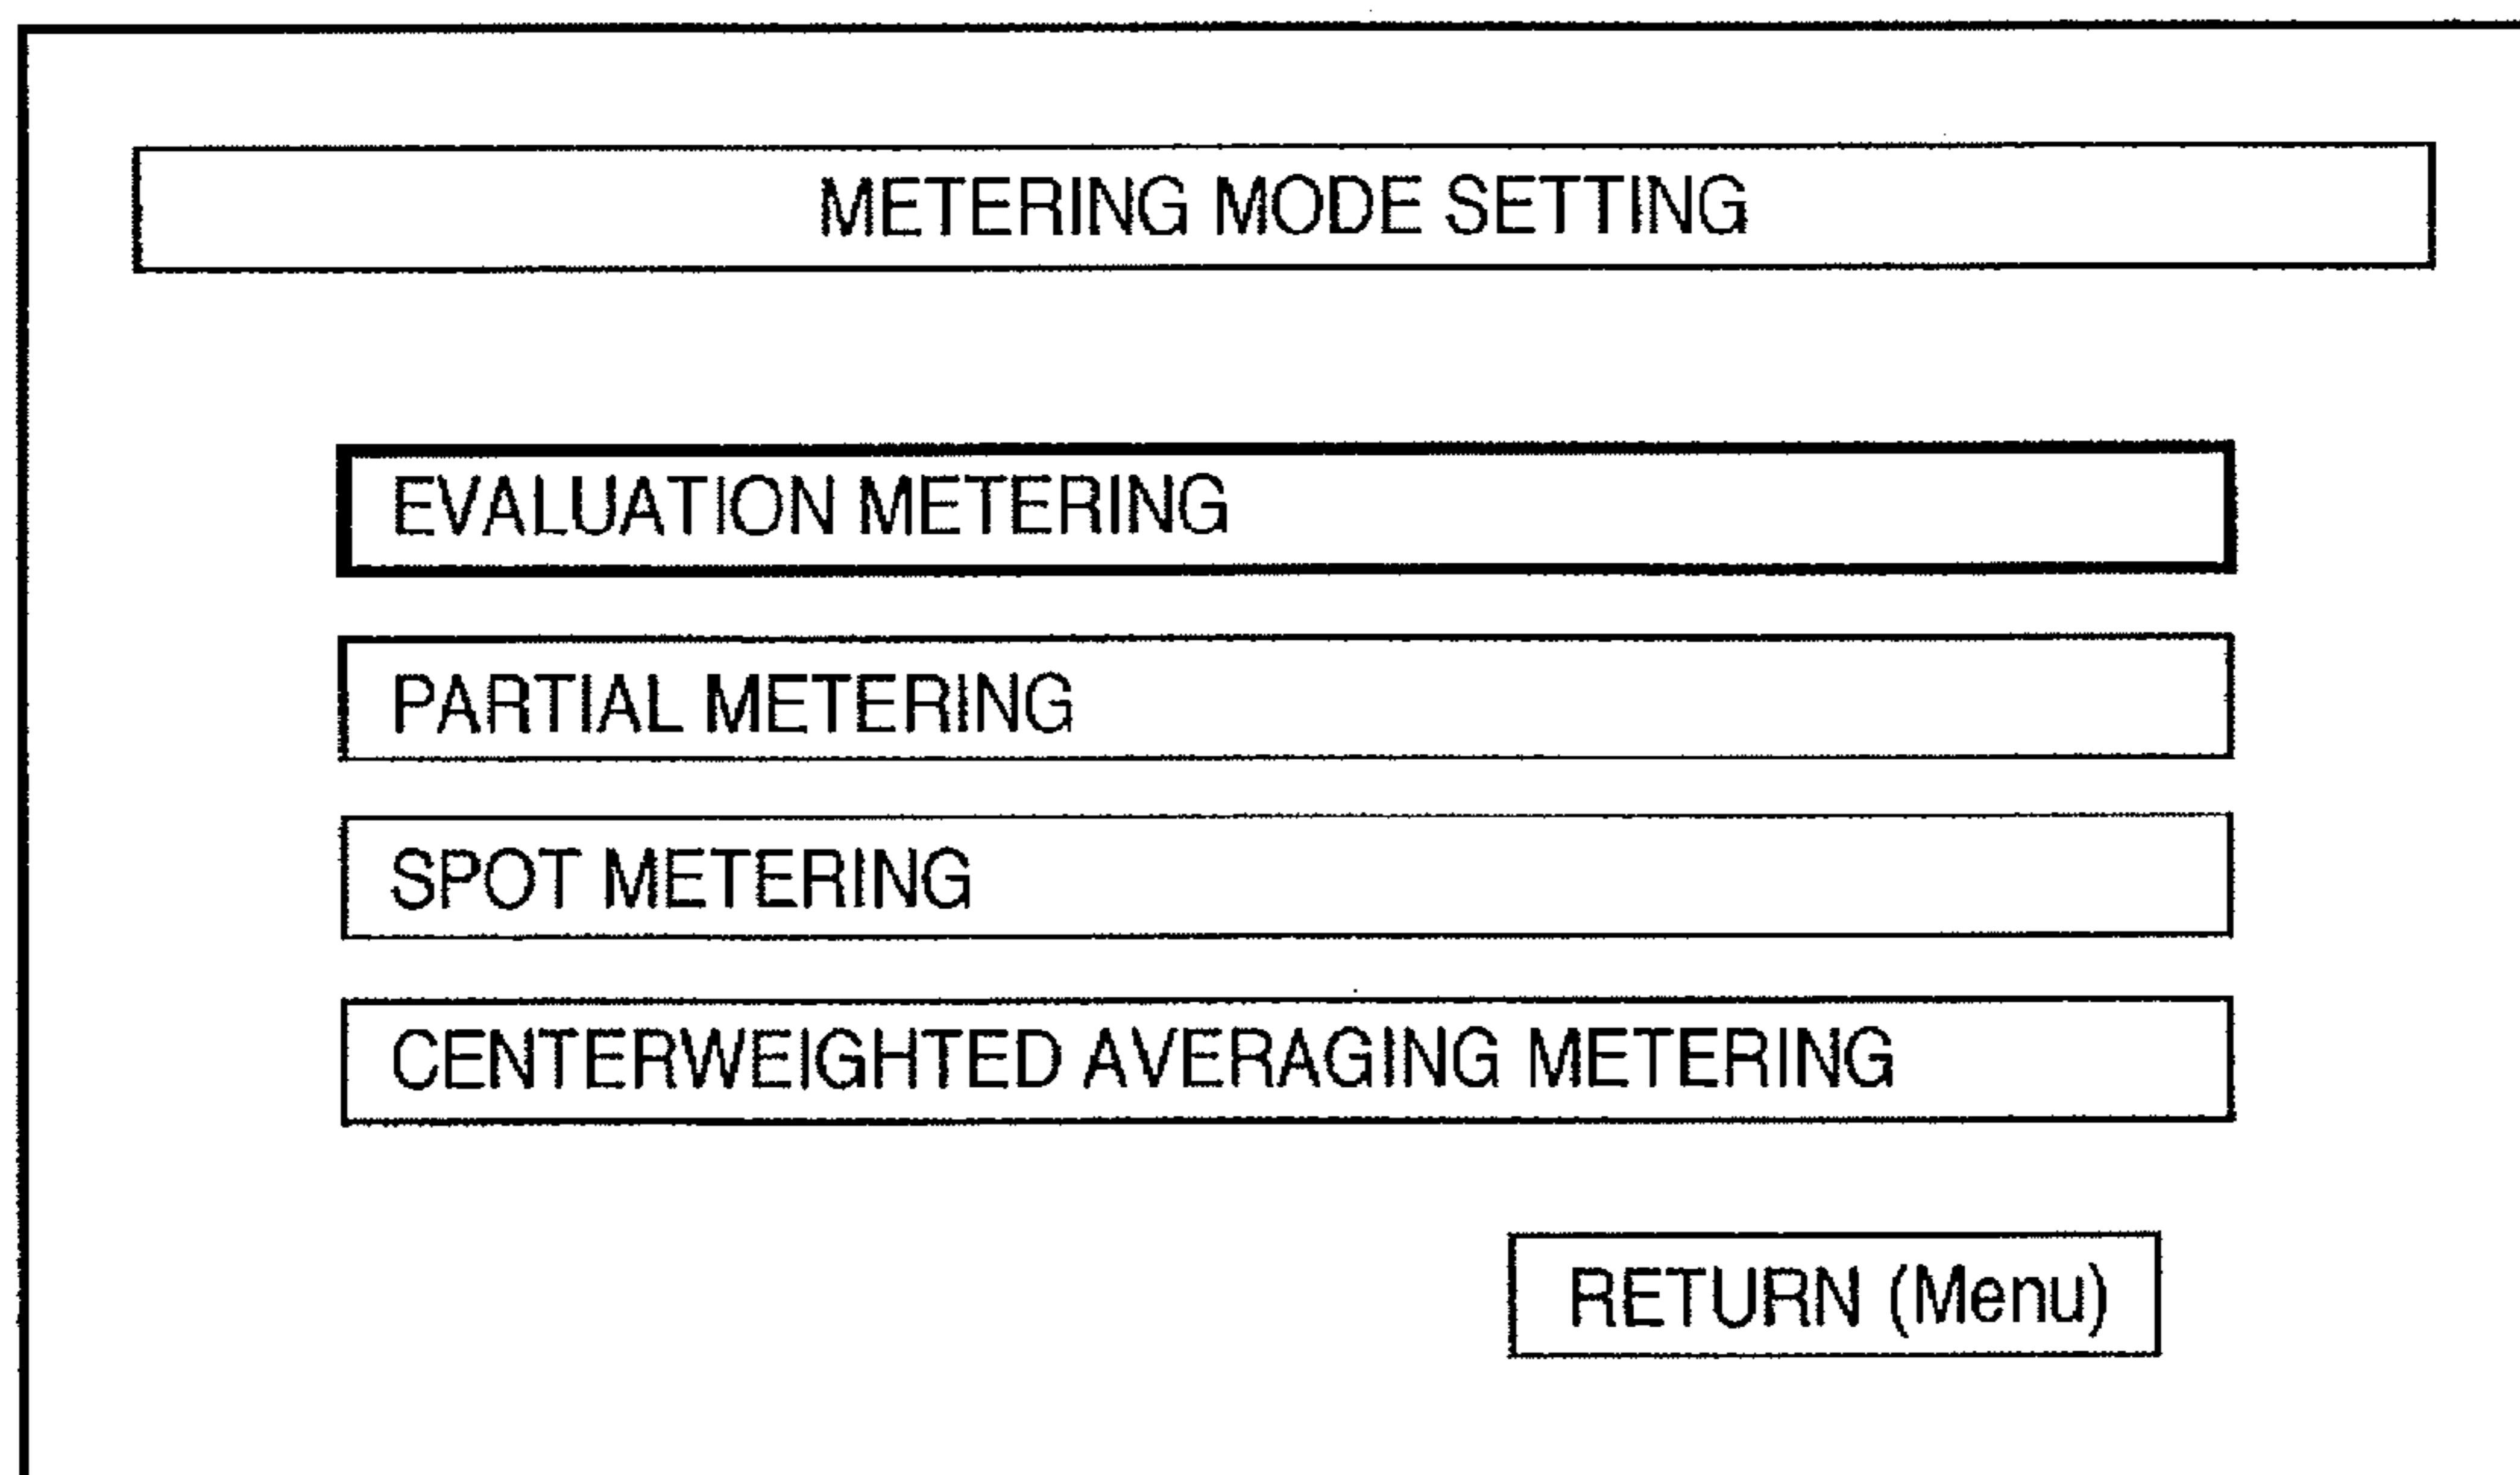 METERING MODE SETTING
EVALUATION METERING
PARTIAL METERING
SPOT METERING
CENTERWEIGHTED AVERAGING METERING
RETURN (Menu)